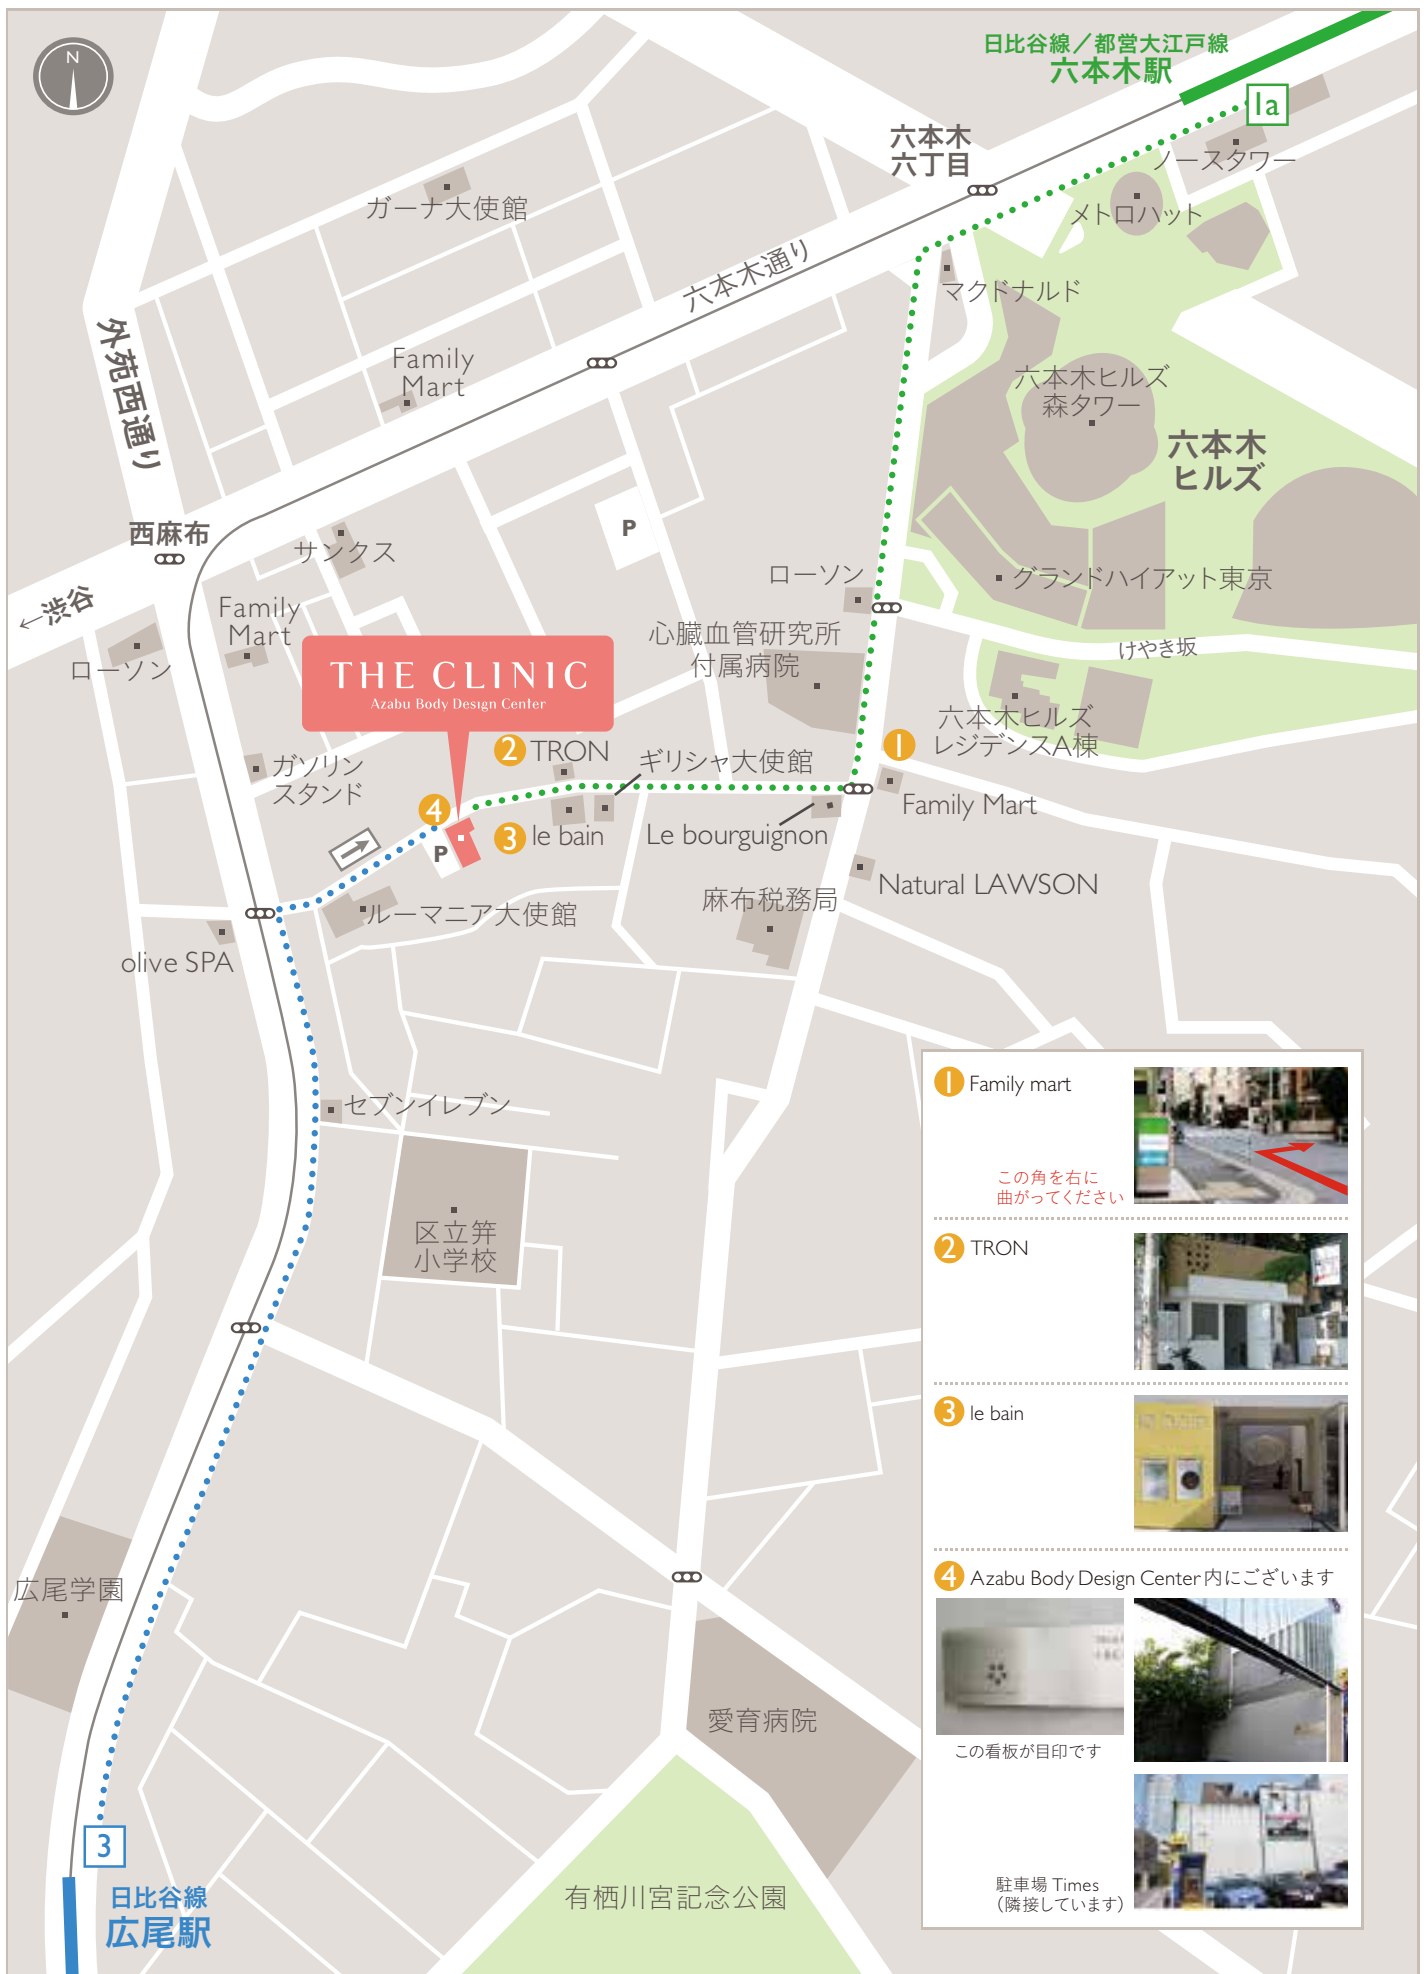 N
日比谷線／都営大江戸線
六本木駅
1a
六本木
六丁目
ノースタワー
メトロハット
ガーナ大使館
六本木通り
マクドナルド
外苑西通り
Family
Mart
六本木ヒルズ
森タワー
六本木
ヒルズ
西麻布
サンクス
P
←渋谷
Family
Mart
ローソン
ローソン
グランドハイアット東京
心臓血管研究所
付属病院
けやき坂
THE CLINIC
Azabu Body Design Center
六本木ヒルズ
レジデンスA棟
1
2 TRON
ギリシャ大使館
ガソリン
スタンド
4
Family Mart
3 le bain
Le bourguignon
P
Natural LAWSON
麻布税務局
ルーマニア大使館
olive SPA
セブンイレブン
区立笄
小学校
広尾学園
愛育病院
有栖川宮記念公園
3
日比谷線
広尾駅
1 Family mart
この角を右に
曲がってください
2 TRON
3 le bain
4 Azabu Body Design Center内にございます
この看板が目印です
駐車場 Times
（隣接しています）